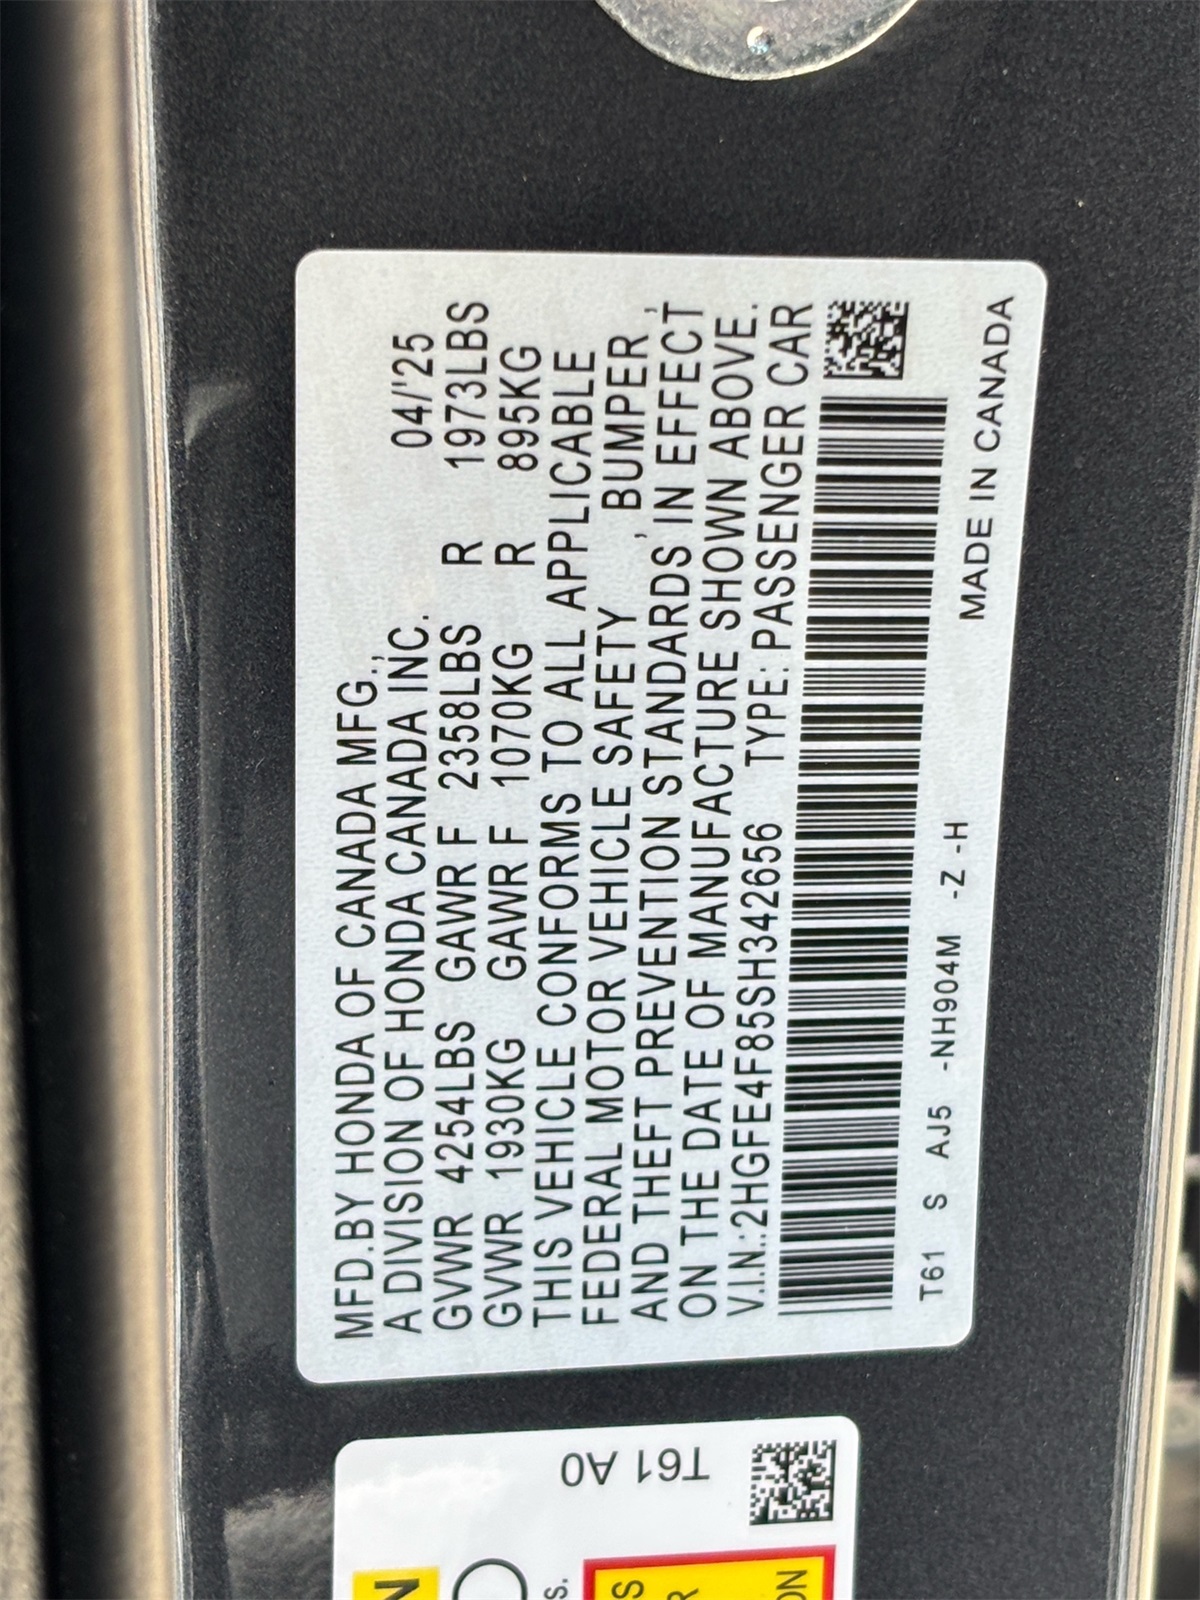 MFD.BY HONDA OF CANADA MFG.,
A DIVISION OF HONDA CANADA INC. 04/'25
GVWR 4254LBS GAWR F 2358LBS R 1973LBS
GVWR 1930KG GAWR F 1070KG R 895KG
THIS VEHICLE CONFORMS TO ALL APPLICABLE
FEDERAL MOTOR VEHICLE SAFETY , BUMPER ,
AND THEFT PREVENTION STANDARDS IN EFFECT
ON THE DATE OF MANUFACTURE SHOWN ABOVE.
V.I.N.:2HGFE4F85SH342656 TYPE: PASSENGER CAR
T61 S AJ5 -NH904M -Z -H MADE IN CANADA
T61 A0